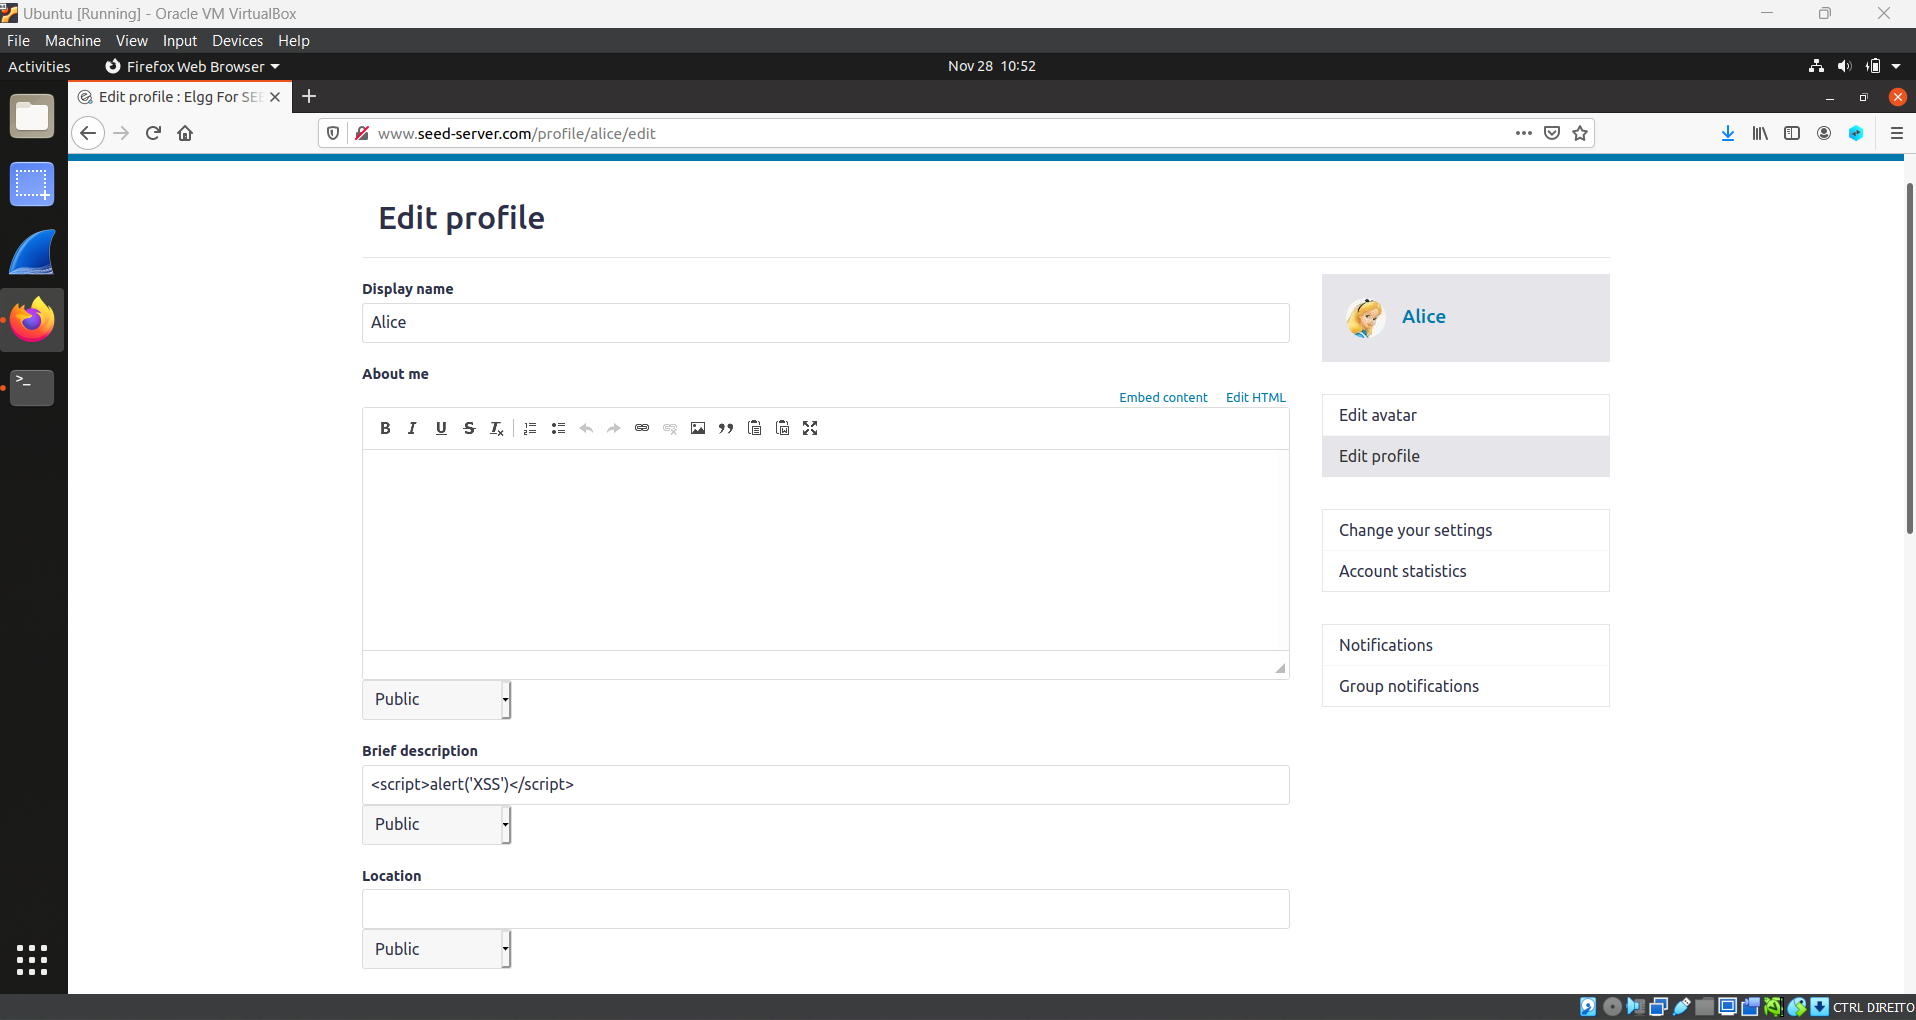 Ubuntu [Running] - Oracle VM VirtualBox
File Machine View Input Devices Help
Activities Firefox Web Browser Nov 28 10:52
Edit profile : Elgg For SEE
www.seed-server.com/profile/alice/edit
Edit profile
Display name
Alice
Alice
About me
Embed content Edit HTML
Edit avatar
Edit profile
Change your settings
Account statistics
Notifications
Group notifications
Public
Brief description
<script>alert('XSS')</script>
Public
Location
Public
CTRL DIREITO